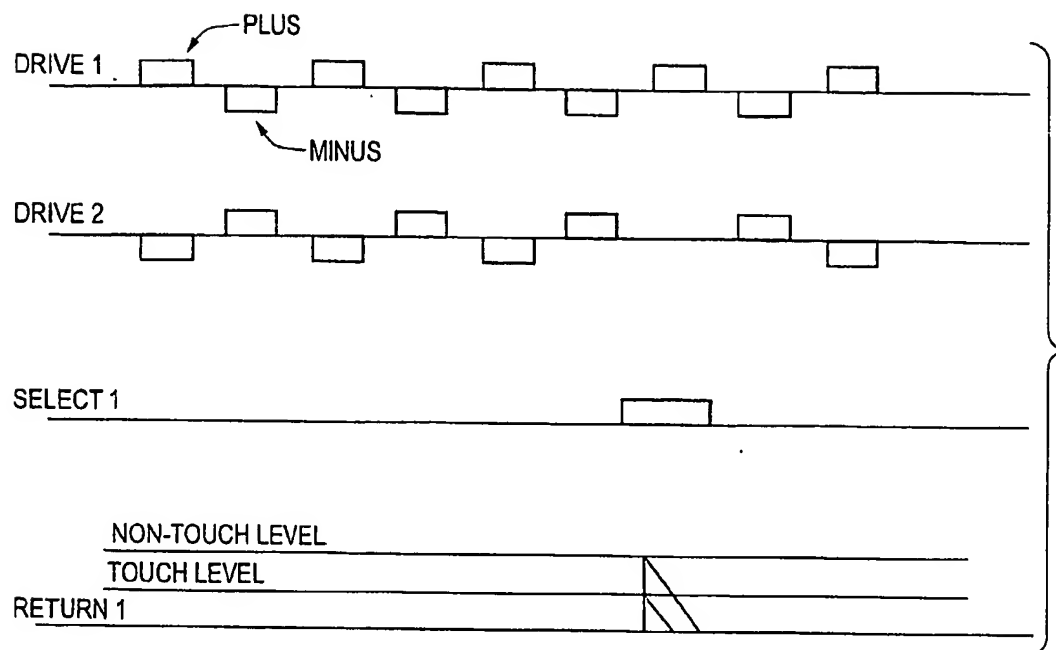 PLUS
DRIVE 1
MINUS
DRIVE 2
SELECT 1
NON-TOUCH LEVEL
TOUCH LEVEL
RETURN 1